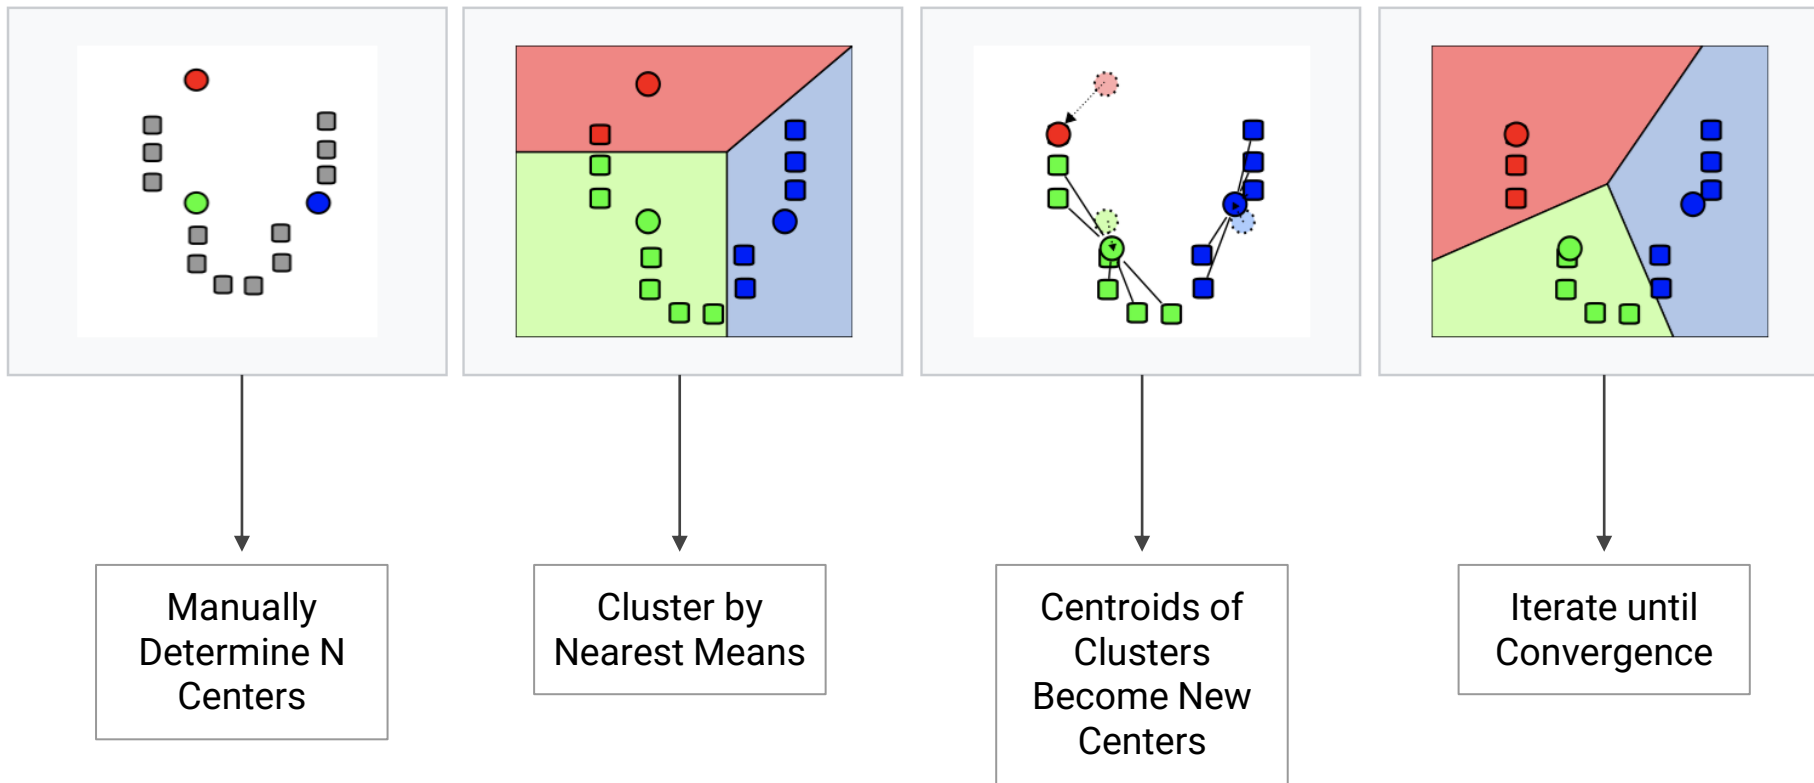 Manually
Determine N
Centers
Cluster by
Nearest Means
Centroids of
Clusters
Become New
Centers
Iterate until
Convergence